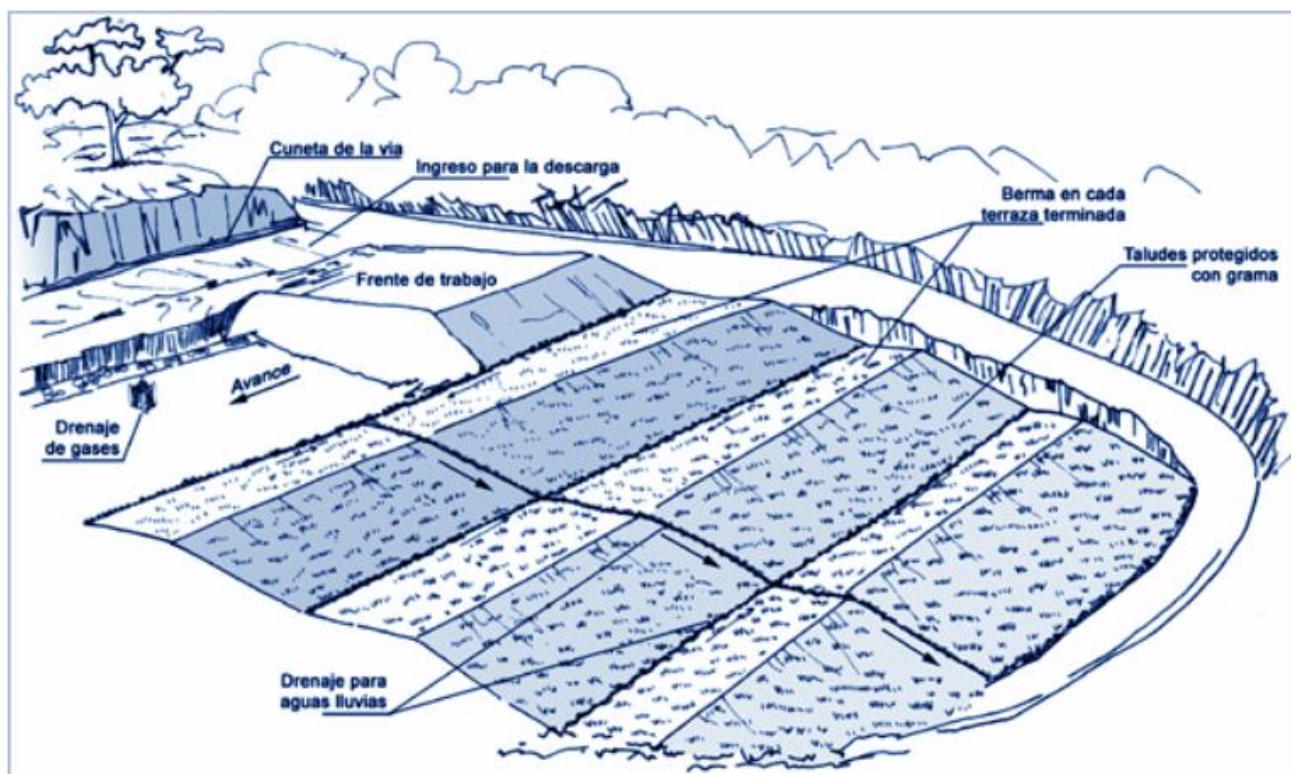 Cuneta de la via
Ingreso para la descarga
Berma en cada
terraza terminada
Taludes protegidos
con grama
Frente de trabajo
Avance
Drenaje
de gases
Drenaje para
aguas lluvias